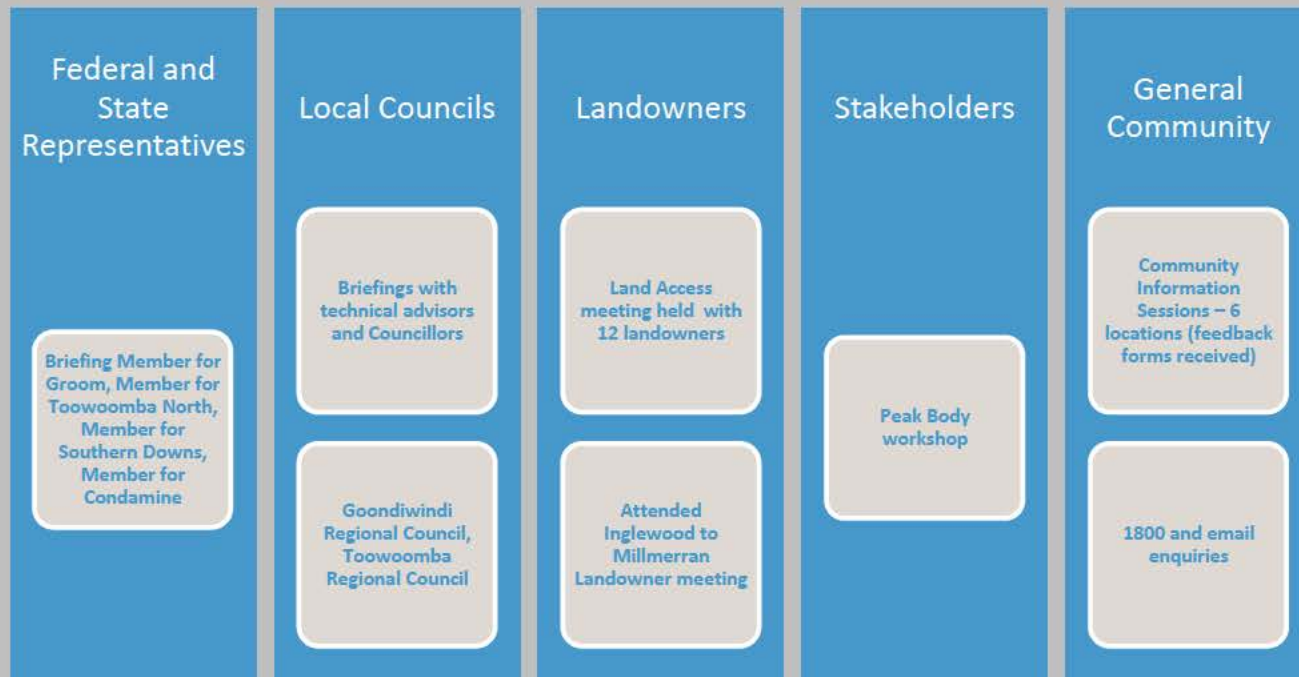 Federal and
State
Representatives
Briefing Member for
Groom, Member for
Toowoomba North,
Member for
Southern Downs,
Member for
Condamine
Local Councils
Briefings with
technical advisors
and Councillors
Goondiwindi
Regional Council,
Toowoomba
Regional Council
Landowners
Land Access
meeting held with
12 landowners
Attended
Inglewood to
Millmerran
Landowner meeting
Stakeholders
Peak Body
workshop
General
Community
Community
Information
Sessions – 6
locations (feedback
forms received)
1800 and email
enquiries